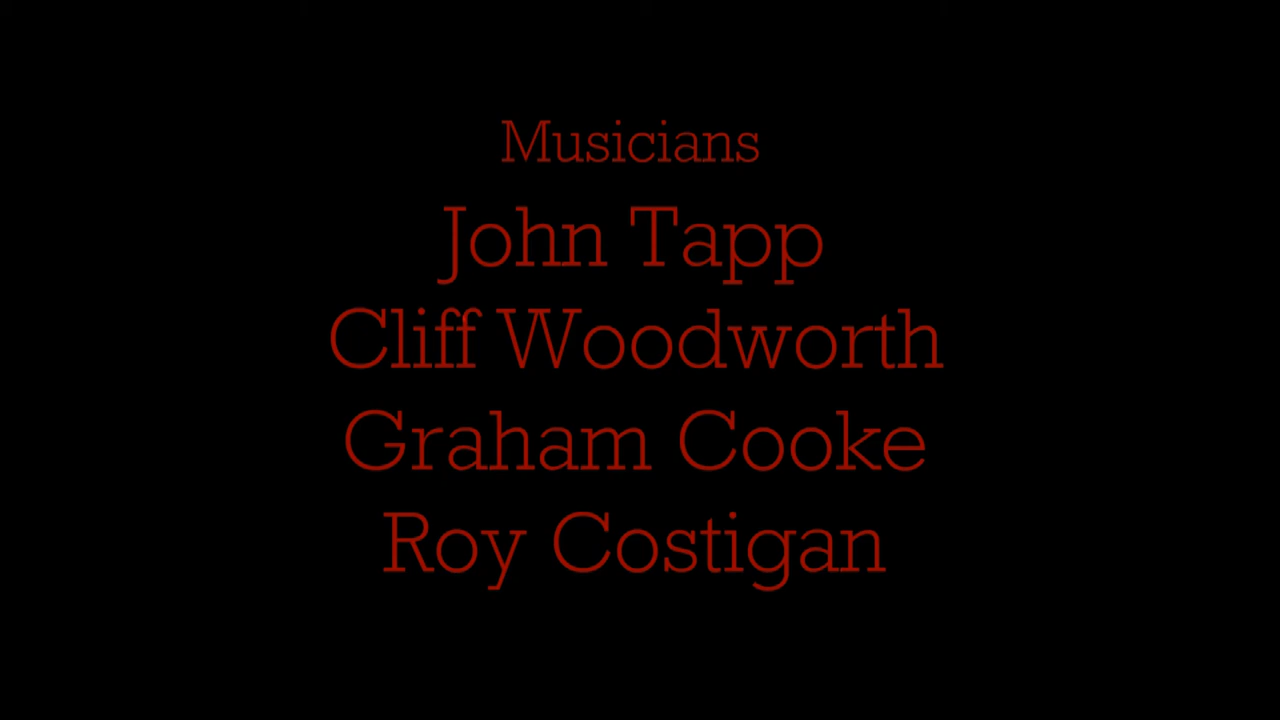 Musicians
John Tapp
Cliff Woodworth
Graham Cooke
Roy Costigan